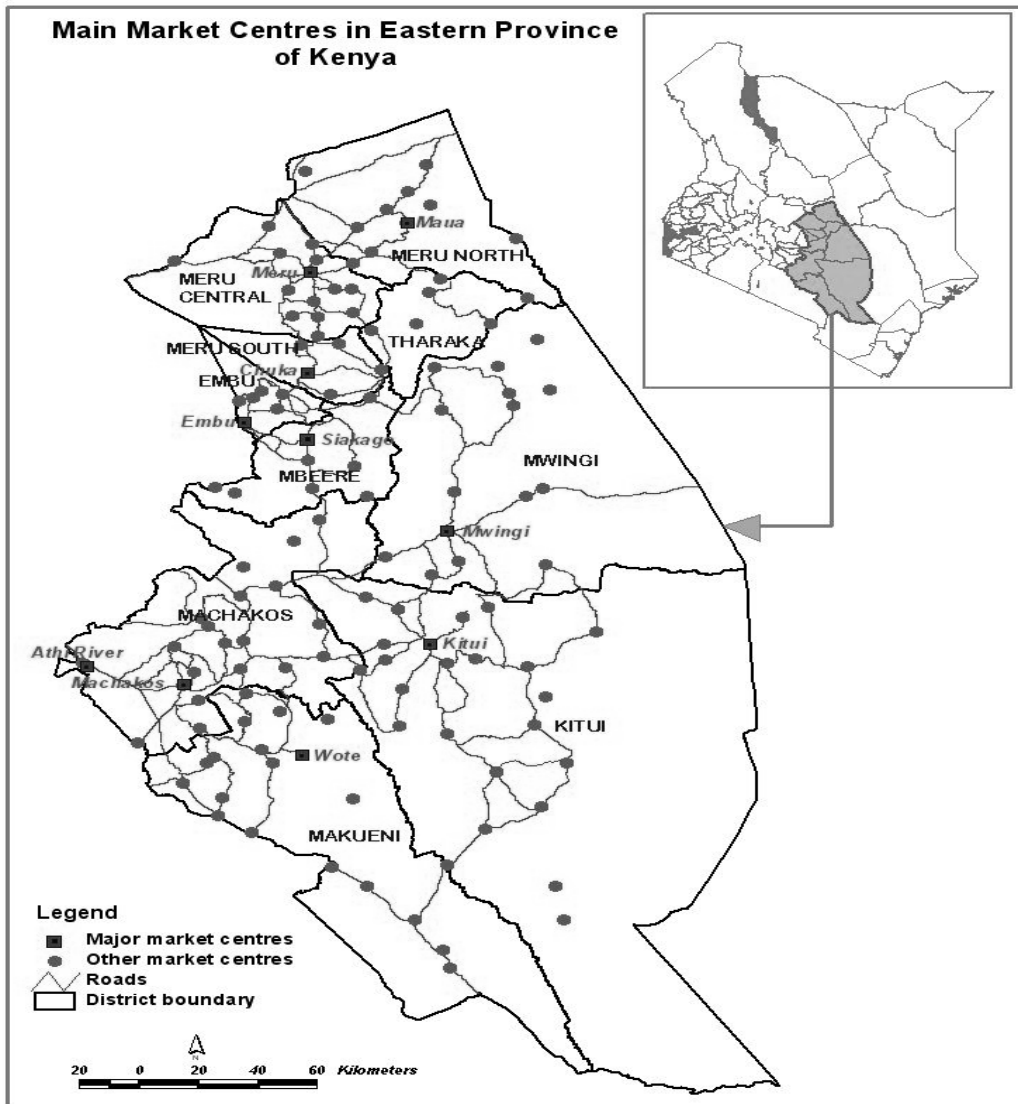 Main Market Centres in Eastern Province
of Kenya
Maua
MERU NORTH
Meru
MERU
CENTRAL
THARAKA
MERU SOUTH
Chuka
EMBU
Embu
Siakago
MBEERE
MWINGI
Mwingi
MACHAKOS
Kitui
Athi River
Machakos
KITUI
Wote
MAKUENI
Legend
Major market centres
Other market centres
Roads
District boundary
N
20 0 20 40 60 Kilometers